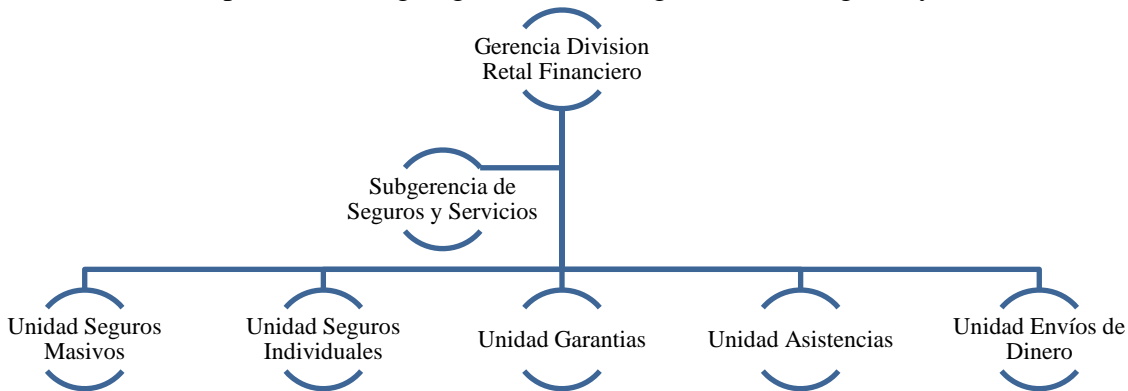 Gerencia Division
Retal Financiero
Subgerencia de
Seguros y Servicios
Unidad Seguros
Masivos
Unidad Seguros
Individuales
Unidad Garantias
Unidad Asistencias
Unidad Envíos de
Dinero